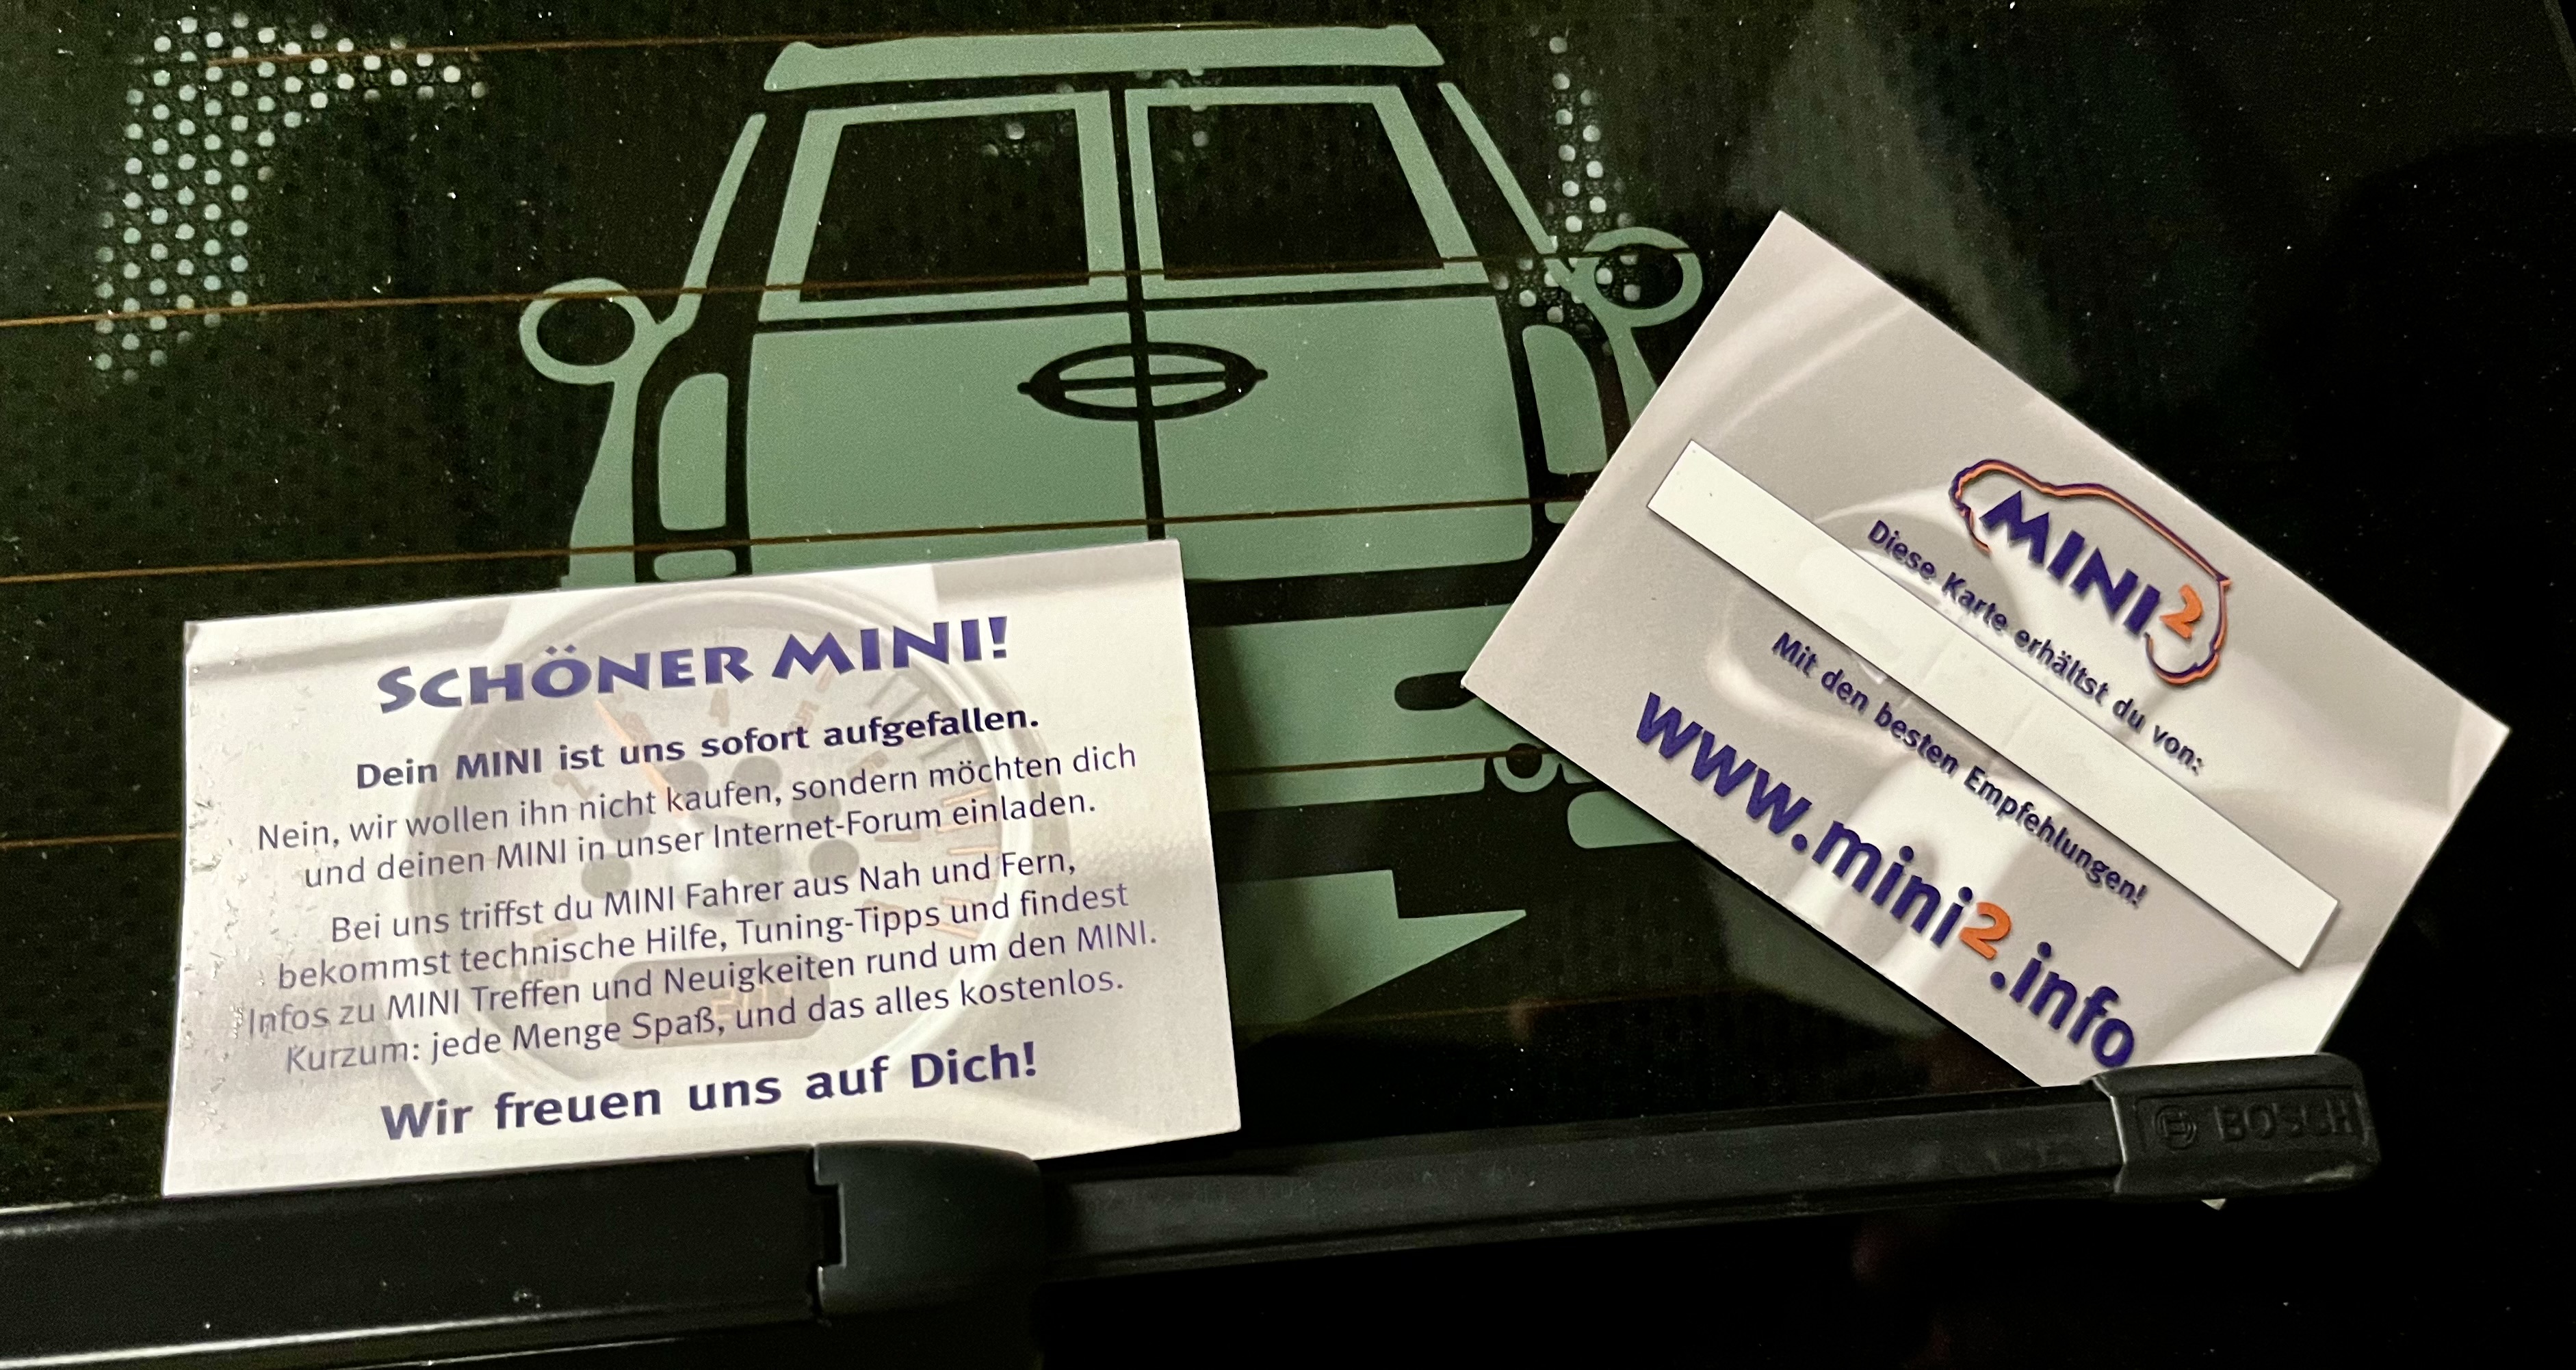 SCHÖNER MINI!
Dein MINI ist uns sofort aufgefallen.
Nein, wir wollen ihn nicht kaufen, sondern möchten dich
und deinen MINI in unser Internet-Forum einladen.
Bei uns triffst du MINI Fahrer aus Nah und Fern,
bekommst technische Hilfe, Tuning-Tipps und findest
Infos zu MINI Treffen und Neuigkeiten rund um den MINI.
Kurzum: jede Menge Spaß, und das alles kostenlos.
Wir freuen uns auf Dich!
MINI2
Diese Karte erhältst du von:
Mit den besten Empfehlungen!
www.mini2.info
BOSCH